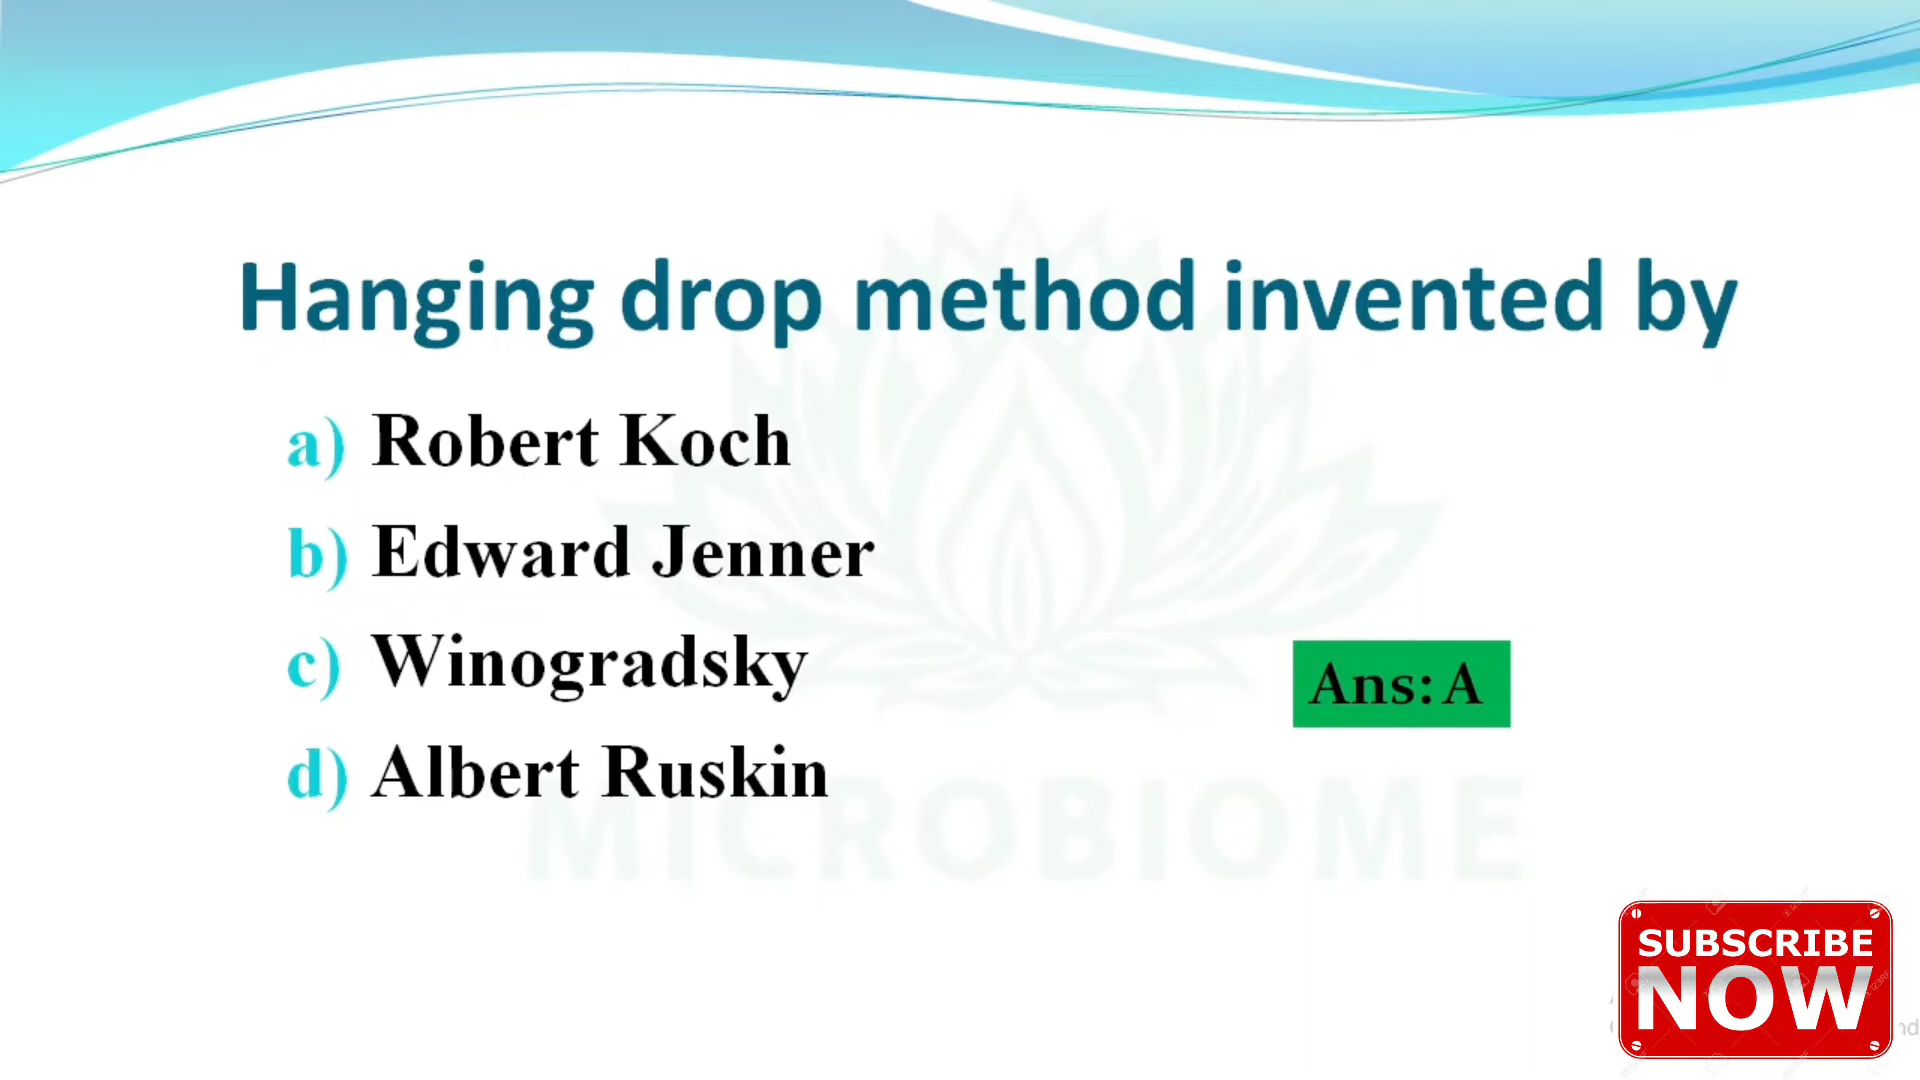 Hanging drop method invented by
a) Robert Koch
b) Edward Jenner
c) Winogradsky
Ans: A
d) Albert Ruskin
MICROBIOME
SUBSCRIBE
NOW